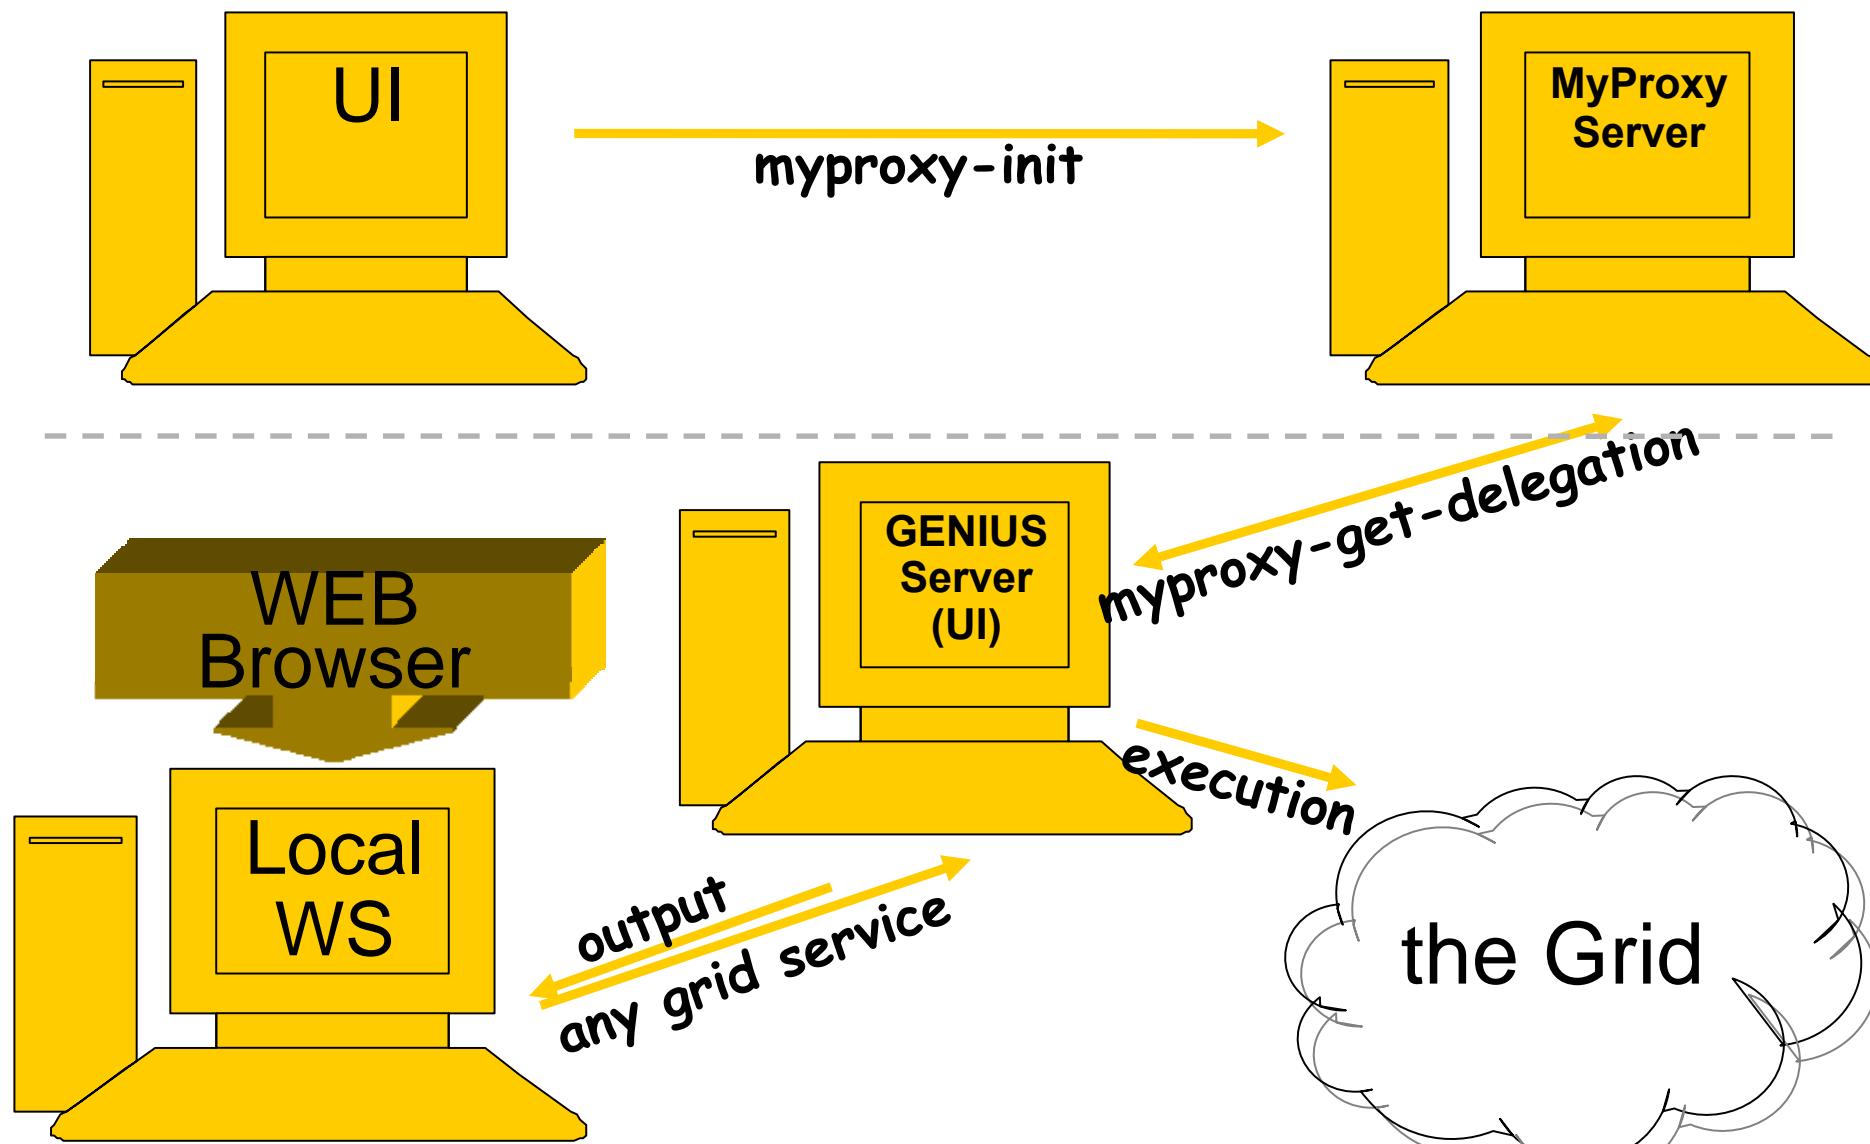 UI
MyProxy
Server
myproxy-init
myproxy-get-delegation
GENIUS
Server
(UI)
WEB
Browser
execution
Local
WS
output
any grid service
the Grid